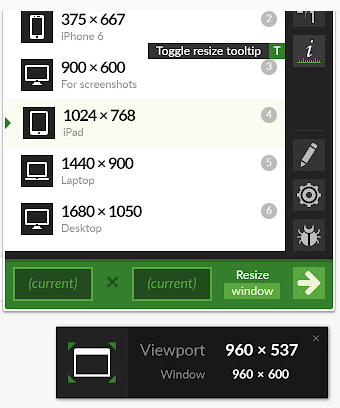 375 × 667
2
iPhone 6
Toggle resize tooltip T
i
900 × 600
3
For screenshots
1024 × 768
4
iPad
1440 × 900
5
Laptop
1680 × 1050
6
Desktop
(current) × (current) Resize
window
×
Viewport 960 × 537
Window 960 × 600